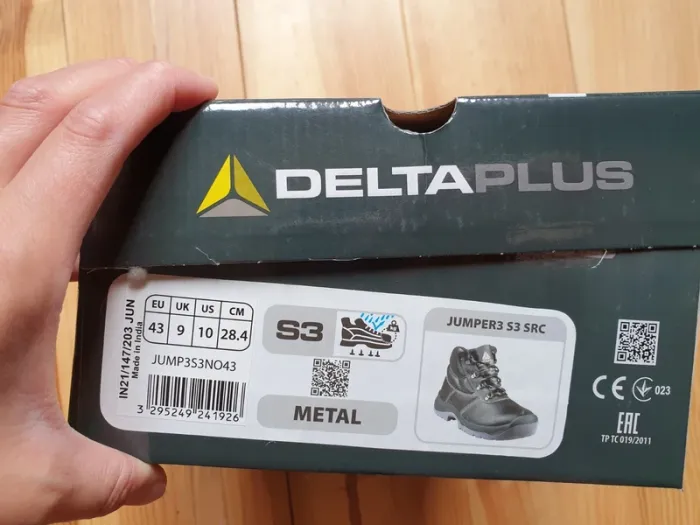 DELTAPLUS
IN21/147/203 JUN
Made in India
EU UK US CM
43 9 10 28.4
JUMP3S3NO43
3 295249 241926
S3
METAL
JUMPER3 S3 SRC
CE 023
EAC
TP TC 019/2011